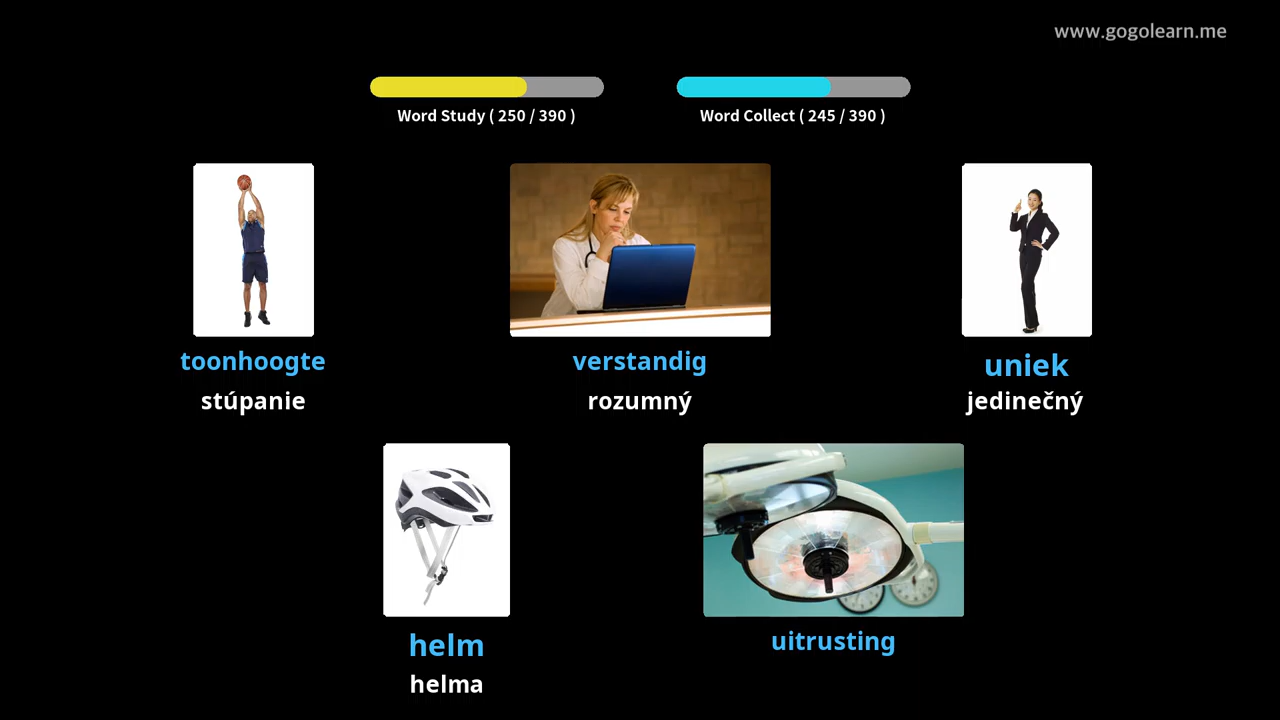 www.gogolearn.me
Word Study ( 250 / 390 )
Word Collect ( 245 / 390 )
toonhoogte
stúpanie
verstandig
rozumný
uniek
jedinečný
helm
helma
uitrusting